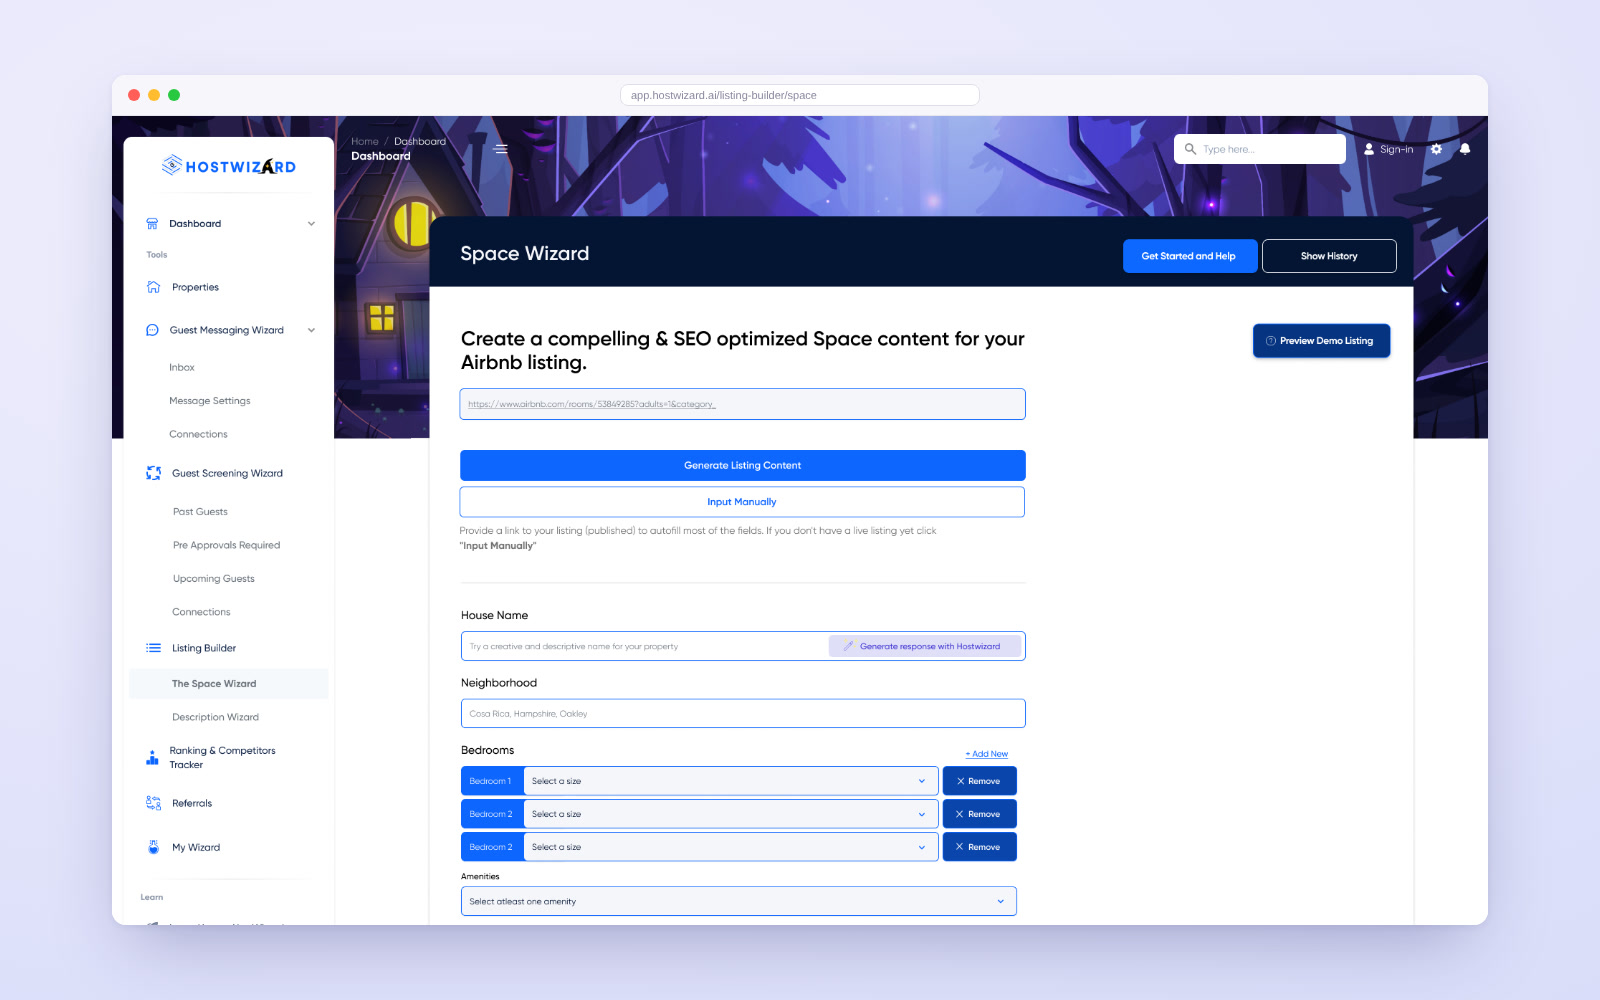 app.hostwizard.ai/listing-builder/space
HOSTWIZARD
Home / Dashboard
Dashboard
Type here...
Sign-in
Dashboard
Tools
Properties
Guest Messaging Wizard
Inbox
Message Settings
Connections
Guest Screening Wizard
Past Guests
Pre Approvals Required
Upcoming Guests
Connections
Listing Builder
The Space Wizard
Description Wizard
Ranking & Competitors
Tracker
Referrals
My Wizard
Learn
Space Wizard
Get Started and Help
Show History
Create a compelling & SEO optimized Space content for your
Airbnb listing.
Preview Demo Listing
https://www.airbnb.com/rooms/53849285?adults=1&category_
Generate Listing Content
Input Manually
Provide a link to your listing (published) to autofill most of the fields. If you don't have a live listing yet click
"Input Manually"
House Name
Try a creative and descriptive name for your property
Generate response with Hostwizard
Neighborhood
Cosa Rica, Hampshire, Oakley
Bedrooms
+ Add New
Bedroom 1 Select a size Remove
Bedroom 2 Select a size Remove
Bedroom 2 Select a size Remove
Amenities
Select atleast one amenity